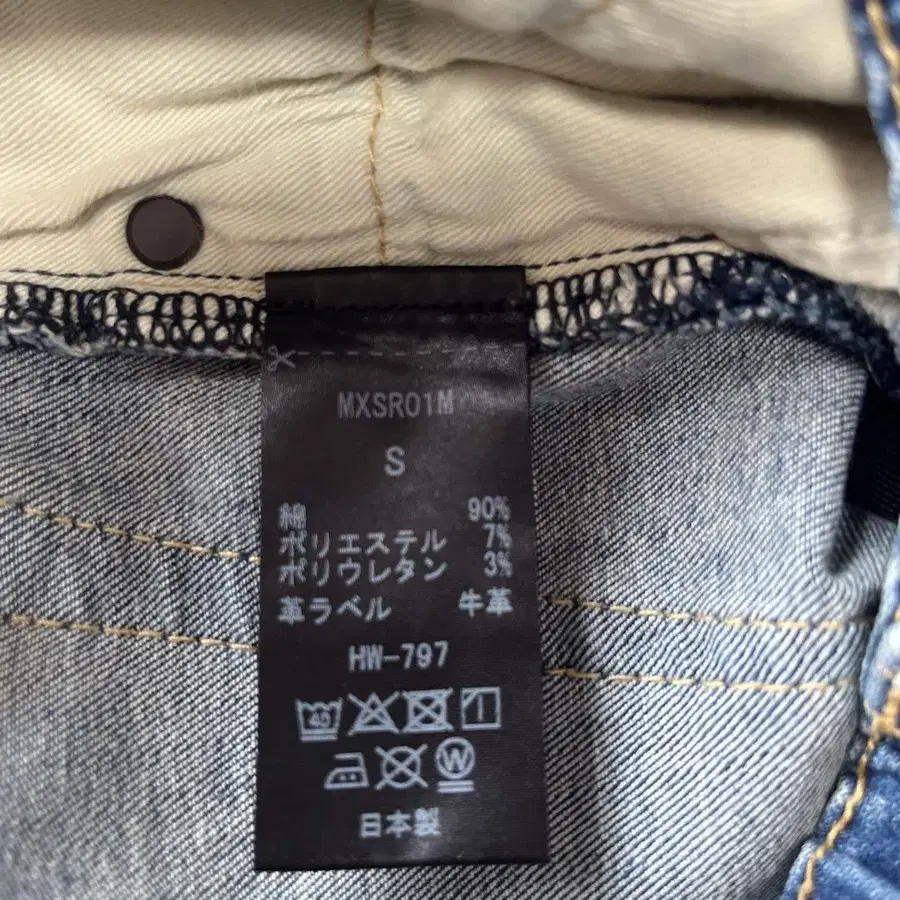 MXSR01M
S
綿 90%
ポリエステル 7%
ポリウレタン 3%
革ラベル 牛革
HW-797
40
W
日本製